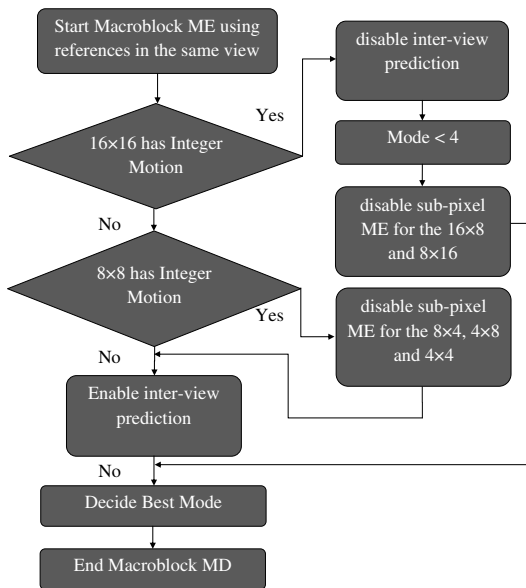 Start Macroblock ME using
references in the same view
disable inter-view
prediction
Yes
16×16 has Integer
Motion
Mode < 4
No
disable sub-pixel
ME for the 16×8
and 8×16
8×8 has Integer
Motion
Yes
disable sub-pixel
ME for the 8×4, 4×8
and 4×4
No
Enable inter-view
prediction
No
Decide Best Mode
End Macroblock MD